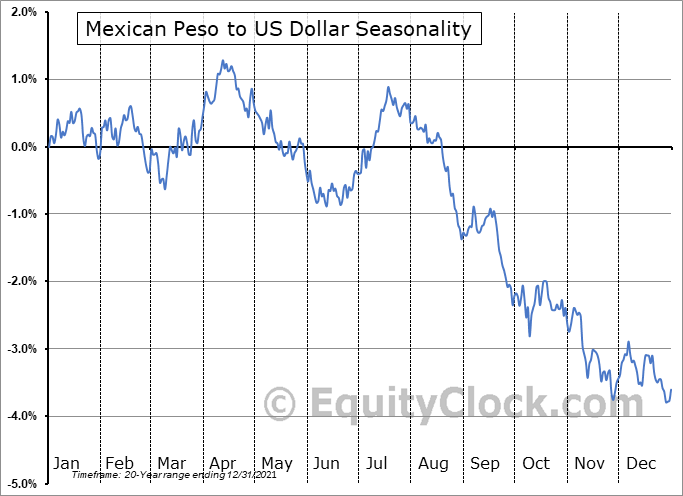 Mexican Peso to US Dollar Seasonality
2.0%
1.0%
0.0%
-1.0%
-2.0%
-3.0%
-4.0%
-5.0%
© EquityClock.com
Jan Feb Mar Apr May Jun Jul Aug Sep Oct Nov Dec
Timeframe: 20-Year range ending 12/31/2021